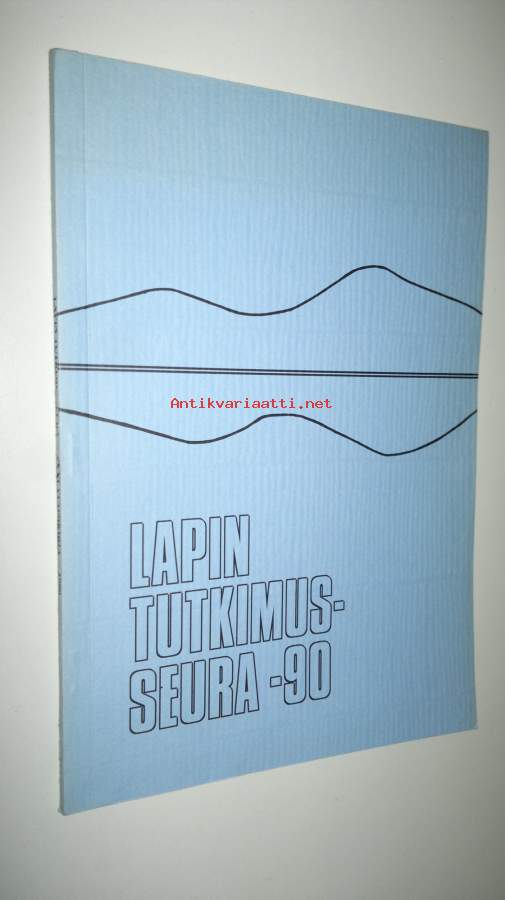 Antikvariaatti.net
LAPIN
TUTKIMUS-
SEURA -90